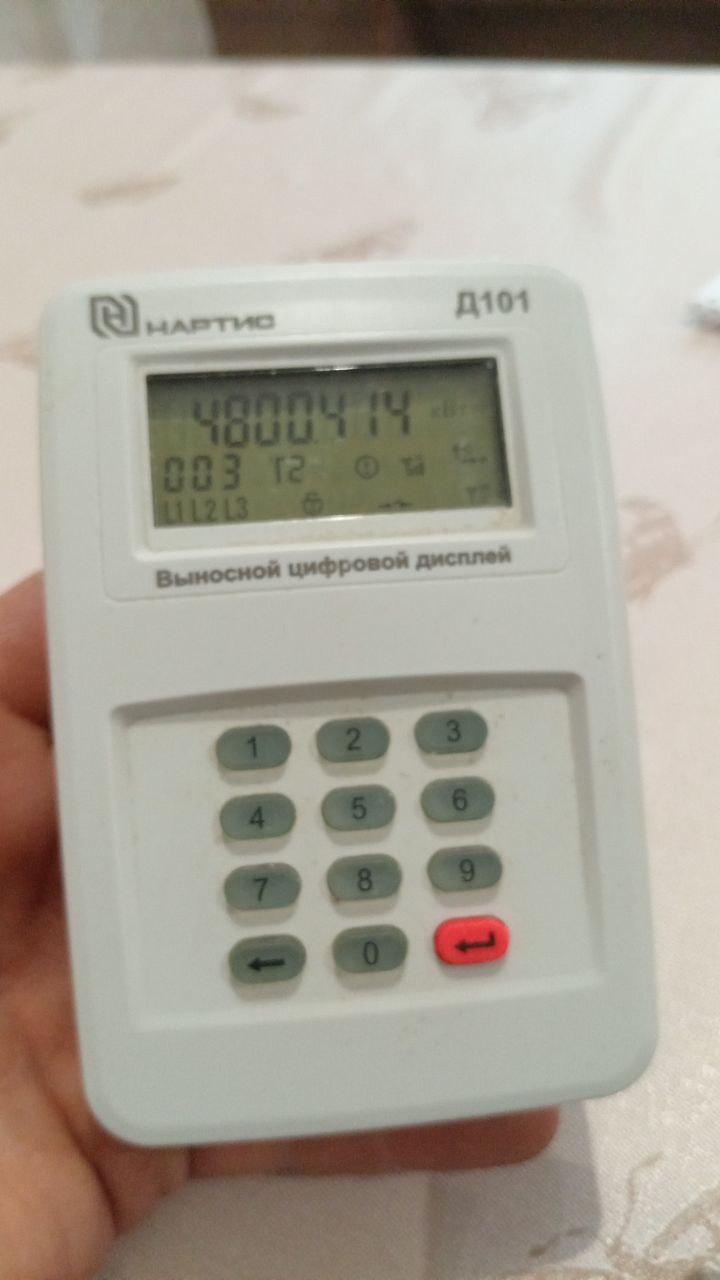 НАРТИС
Д101
4800414 кВт
003 T2
L1 L2 L3
Выносной цифровой дисплей
1 2 3
4 5 6
7 8 9
0